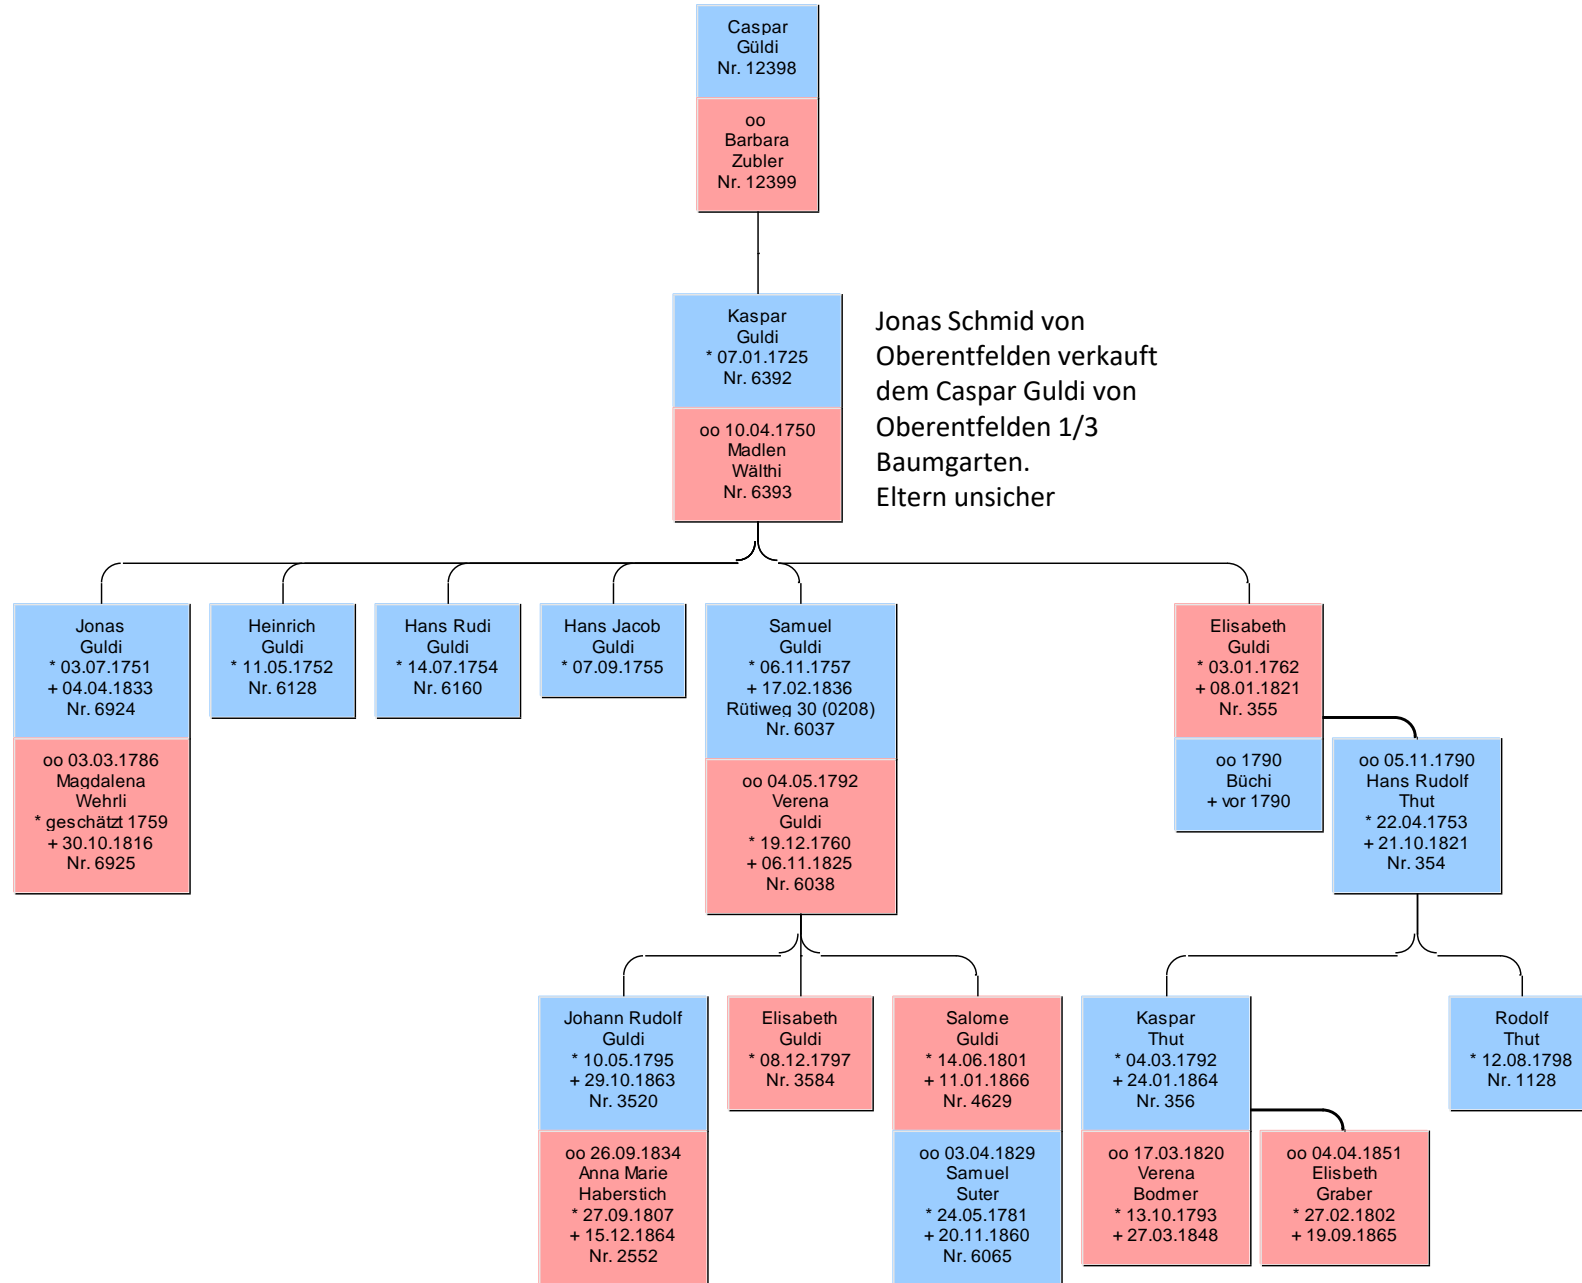 Caspar
Güldi
Nr. 12398
oo
Barbara
Zubler
Nr. 12399
Kaspar
Guldi
* 07.01.1725
Nr. 6392
oo 10.04.1750
Madlen
Wälthi
Nr. 6393
Jonas Schmid von
Oberentfelden verkauft
dem Caspar Guldi von
Oberentfelden 1/3
Baumgarten.
Eltern unsicher
Jonas
Guldi
* 03.07.1751
+ 04.04.1833
Nr. 6924
oo 03.03.1786
Magdalena
Wehrli
* geschätzt 1759
+ 30.10.1816
Nr. 6925
Heinrich
Guldi
* 11.05.1752
Nr. 6128
Hans Rudi
Guldi
* 14.07.1754
Nr. 6160
Hans Jacob
Guldi
* 07.09.1755
Samuel
Guldi
* 06.11.1757
+ 17.02.1836
Rütiweg 30 (0208)
Nr. 6037
oo 04.05.1792
Verena
Guldi
* 19.12.1760
+ 06.11.1825
Nr. 6038
Elisabeth
Guldi
* 03.01.1762
+ 08.01.1821
Nr. 355
oo 1790
Büchi
+ vor 1790
oo 05.11.1790
Hans Rudolf
Thut
* 22.04.1753
+ 21.10.1821
Nr. 354
Johann Rudolf
Guldi
* 10.05.1795
+ 29.10.1863
Nr. 3520
oo 26.09.1834
Anna Marie
Haberstich
* 27.09.1807
+ 15.12.1864
Nr. 2552
Elisabeth
Guldi
* 08.12.1797
Nr. 3584
Salome
Guldi
* 14.06.1801
+ 11.01.1866
Nr. 4629
oo 03.04.1829
Samuel
Suter
* 24.05.1781
+ 20.11.1860
Nr. 6065
Kaspar
Thut
* 04.03.1792
+ 24.01.1864
Nr. 356
oo 17.03.1820
Verena
Bodmer
* 13.10.1793
+ 27.03.1848
oo 04.04.1851
Elisbeth
Graber
* 27.02.1802
+ 19.09.1865
Rodolf
Thut
* 12.08.1798
Nr. 1128